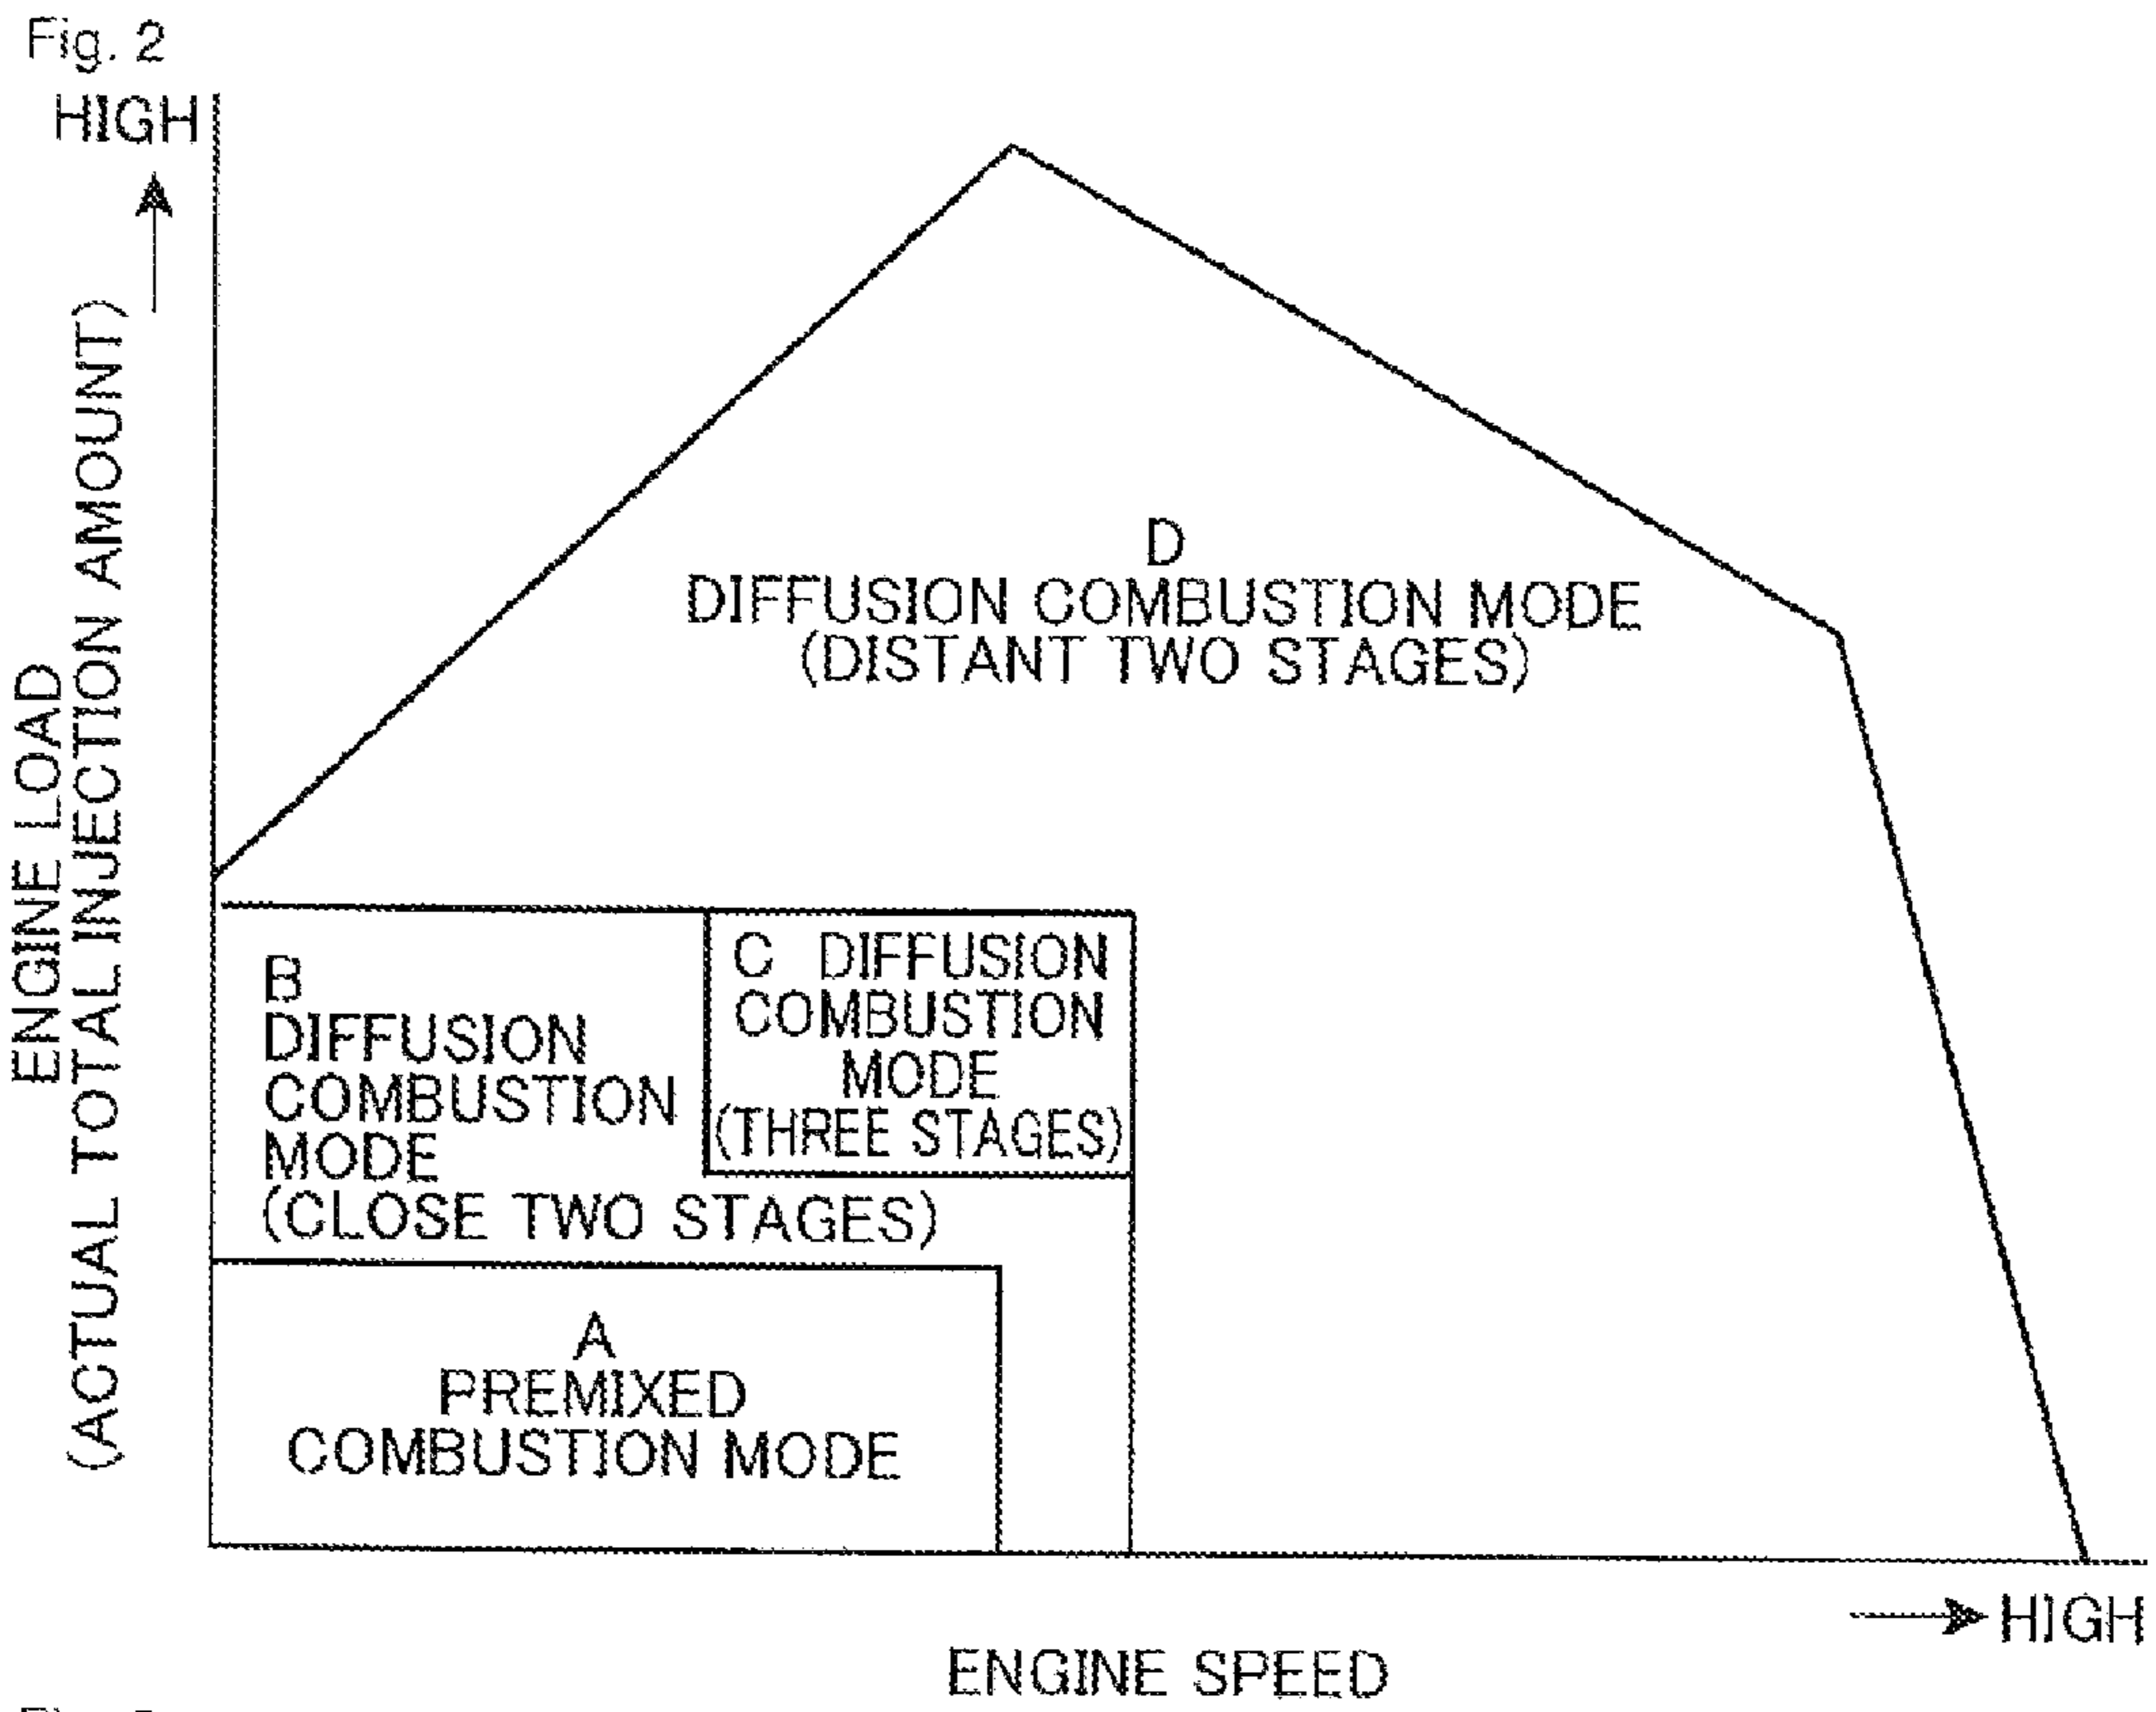 Fig. 2
HIGH
ENGINE LOAD
(ACTUAL TOTAL INJECTION AMOUNT)
D
DIFFUSION COMBUSTION MODE
(DISTANT TWO STAGES)
B
DIFFUSION
COMBUSTION
MODE
(CLOSE TWO STAGES)
C DIFFUSION
COMBUSTION
MODE
(THREE STAGES)
A
PREMIXED
COMBUSTION MODE
HIGH
ENGINE SPEED